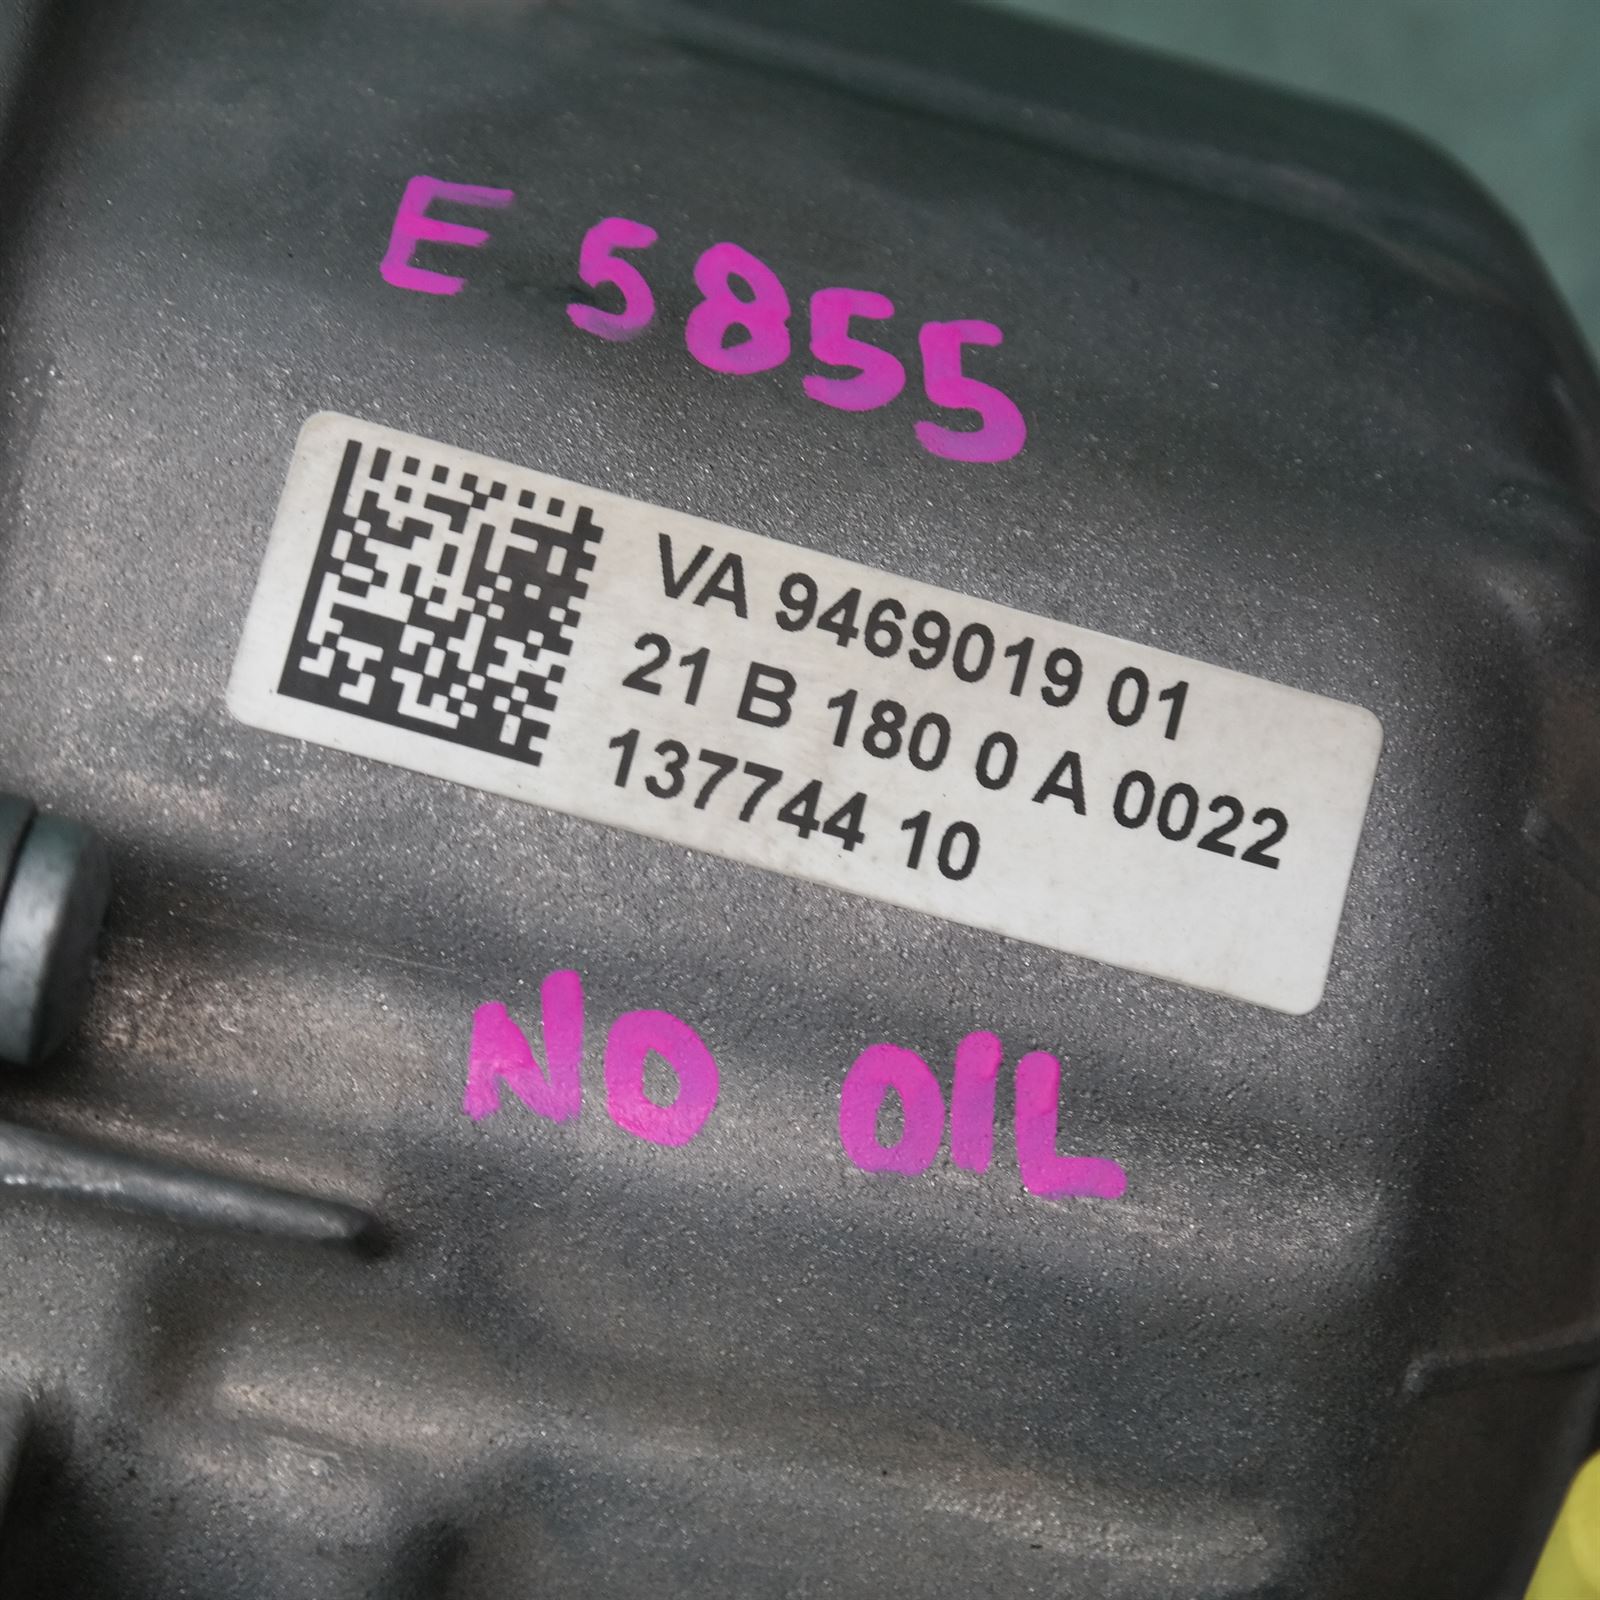 E 5855
VA 9469019 01
21 B 180 0 A 0022
137744 10
NO OIL